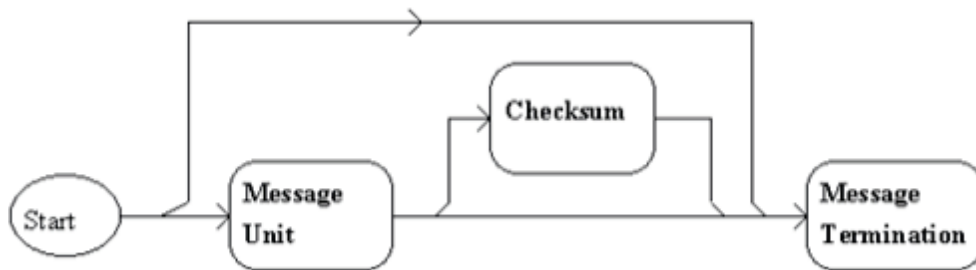 Checksum
Start
Message
Unit
Message
Termination